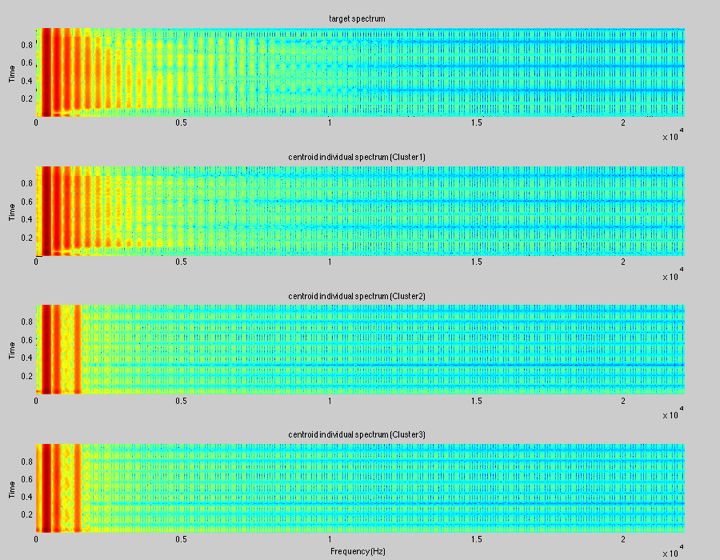 target spectrum
Time
0.8
0.6
0.4
0.2
0 0.5 1 1.5 2
x 10^4
centroid individual spectrum (Cluster1)
Time
0.8
0.6
0.4
0.2
0 0.5 1 1.5 2
x 10^4
centroid individual spectrum (Cluster2)
Time
0.8
0.6
0.4
0.2
0 0.5 1 1.5 2
x 10^4
centroid individual spectrum (Cluster3)
Time
0.8
0.6
0.4
0.2
0 0.5 1 1.5 2
Frequency (Hz)
x 10^4